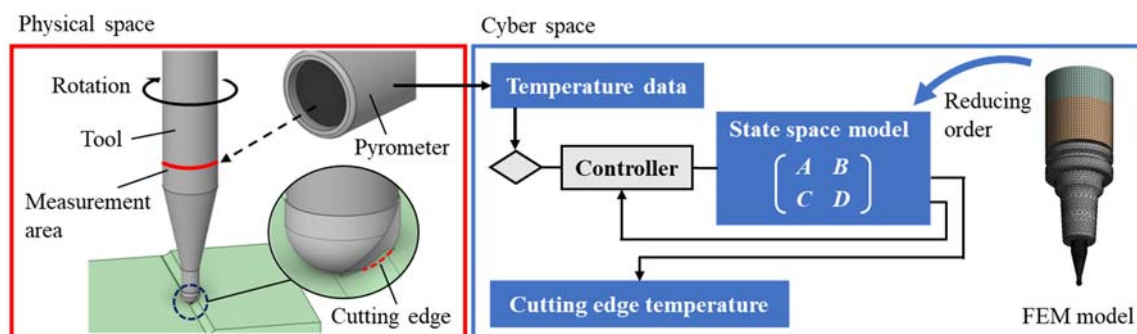 Physical space
Cyber space
Rotation
Tool
Measurement
area
Pyrometer
Cutting edge
Temperature data
Controller
State space model
A B
C D
Reducing
order
Cutting edge temperature
FEM model